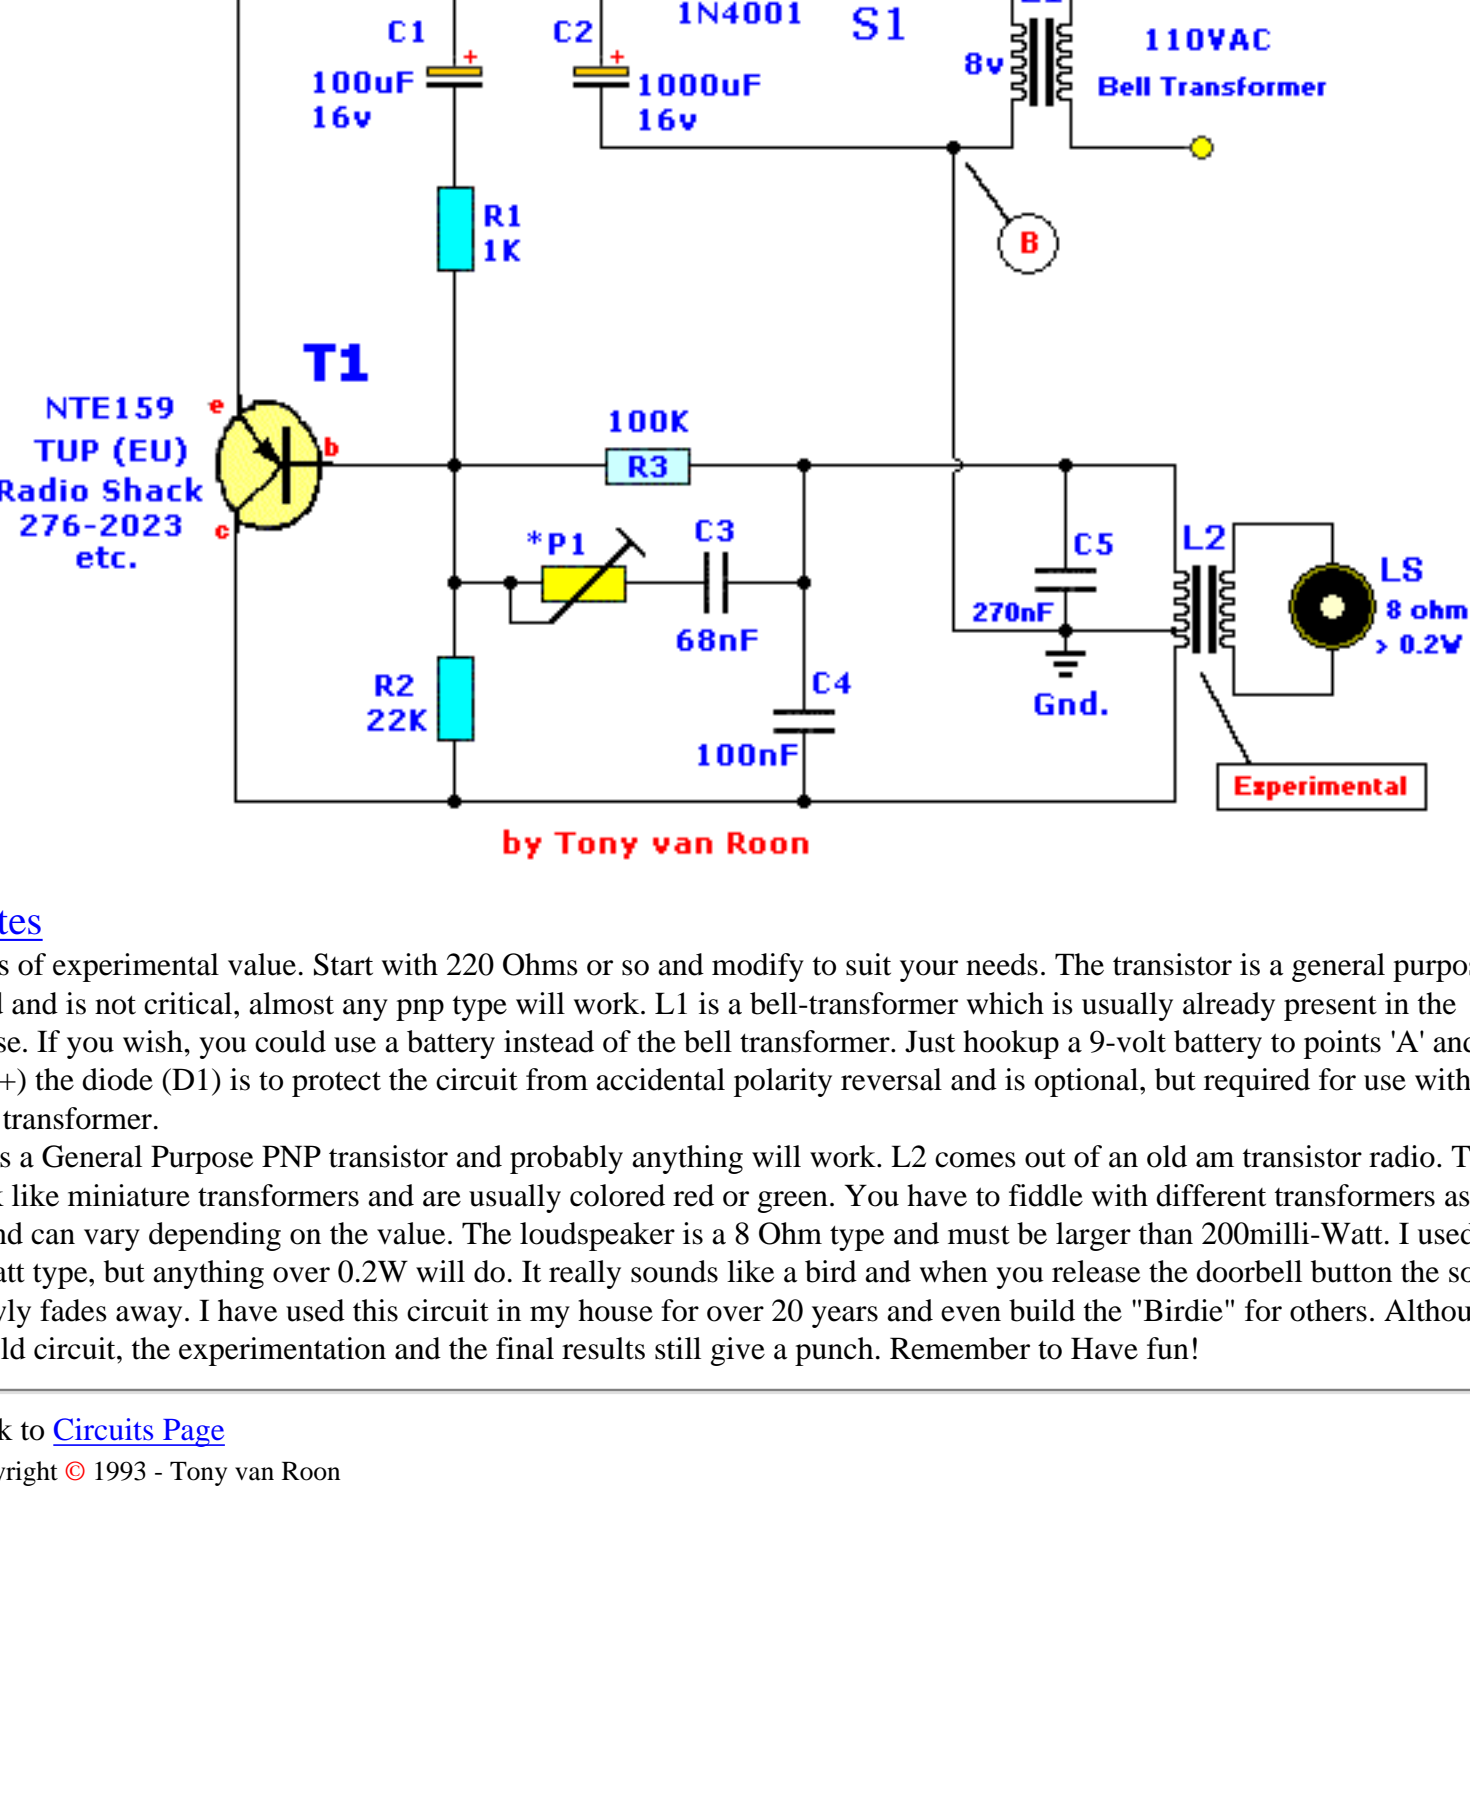 1N4001
S1
C1
C2
110VAC
8v
100uF
1000uF
Bell Transformer
16v
16v
R1
1K
B
T1
NTE159
e
100K
TUP (EU)
b
R3
Radio Shack
276-2023
c
etc.
*P1
C3
C5
L2
LS
8 ohm
270nF
> 0.2W
68nF
R2
C4
22K
Gnd.
100nF
Experimental
by Tony van Roon
tes
s of experimental value. Start with 220 Ohms or so and modify to suit your needs. The transistor is a general purpos
and is not critical, almost any pnp type will work. L1 is a bell-transformer which is usually already present in the
se. If you wish, you could use a battery instead of the bell transformer. Just hookup a 9-volt battery to points 'A' and
+) the diode (D1) is to protect the circuit from accidental polarity reversal and is optional, but required for use with
transformer.
s a General Purpose PNP transistor and probably anything will work. L2 comes out of an old am transistor radio. T
k like miniature transformers and are usually colored red or green. You have to fiddle with different transformers as
nd can vary depending on the value. The loudspeaker is a 8 Ohm type and must be larger than 200milli-Watt. I used
att type, but anything over 0.2W will do. It really sounds like a bird and when you release the doorbell button the so
vly fades away. I have used this circuit in my house for over 20 years and even build the "Birdie" for others. Althou
ld circuit, the experimentation and the final results still give a punch. Remember to Have fun!
k to Circuits Page
yright © 1993 - Tony van Roon